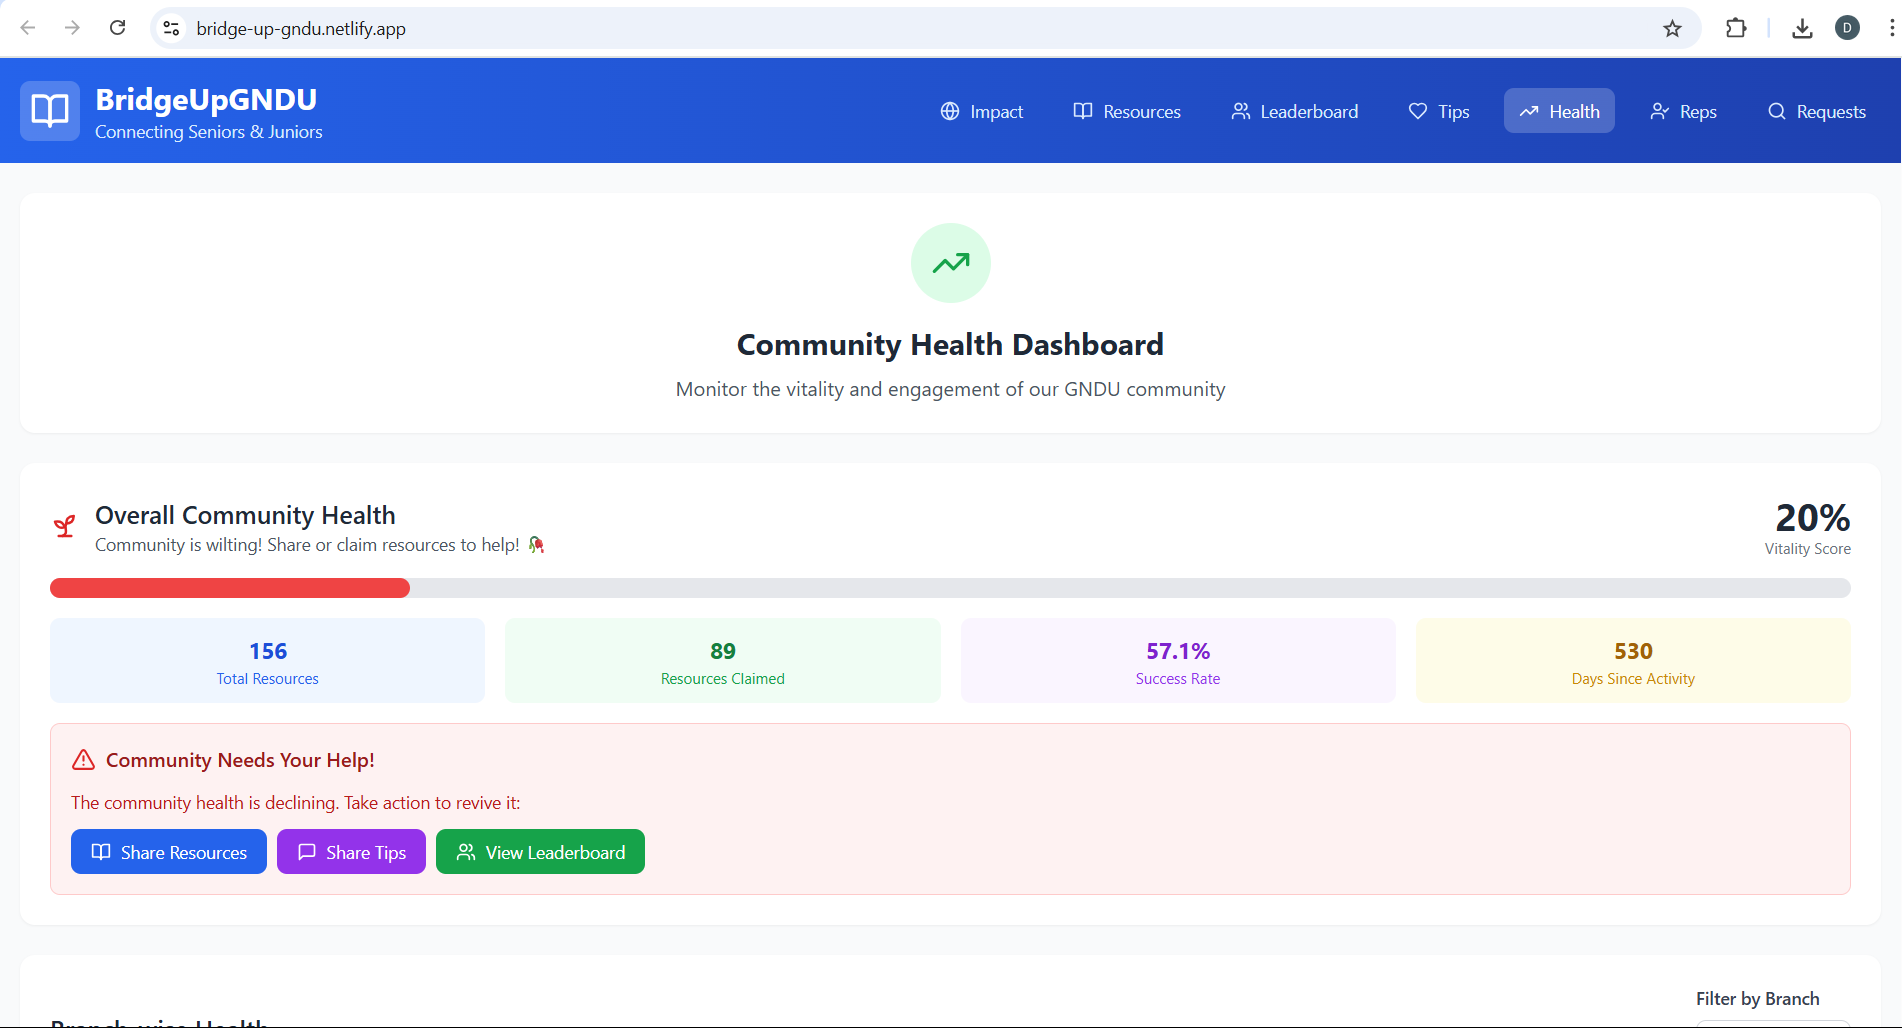 bridge-up-gndu.netlify.app
D
BridgeUpGNDU
Connecting Seniors & Juniors
Impact
Resources
Leaderboard
Tips
Health
Reps
Requests
Community Health Dashboard
Monitor the vitality and engagement of our GNDU community
Overall Community Health
Community is wilting! Share or claim resources to help! 🥀
20%
Vitality Score
156
Total Resources
89
Resources Claimed
57.1%
Success Rate
530
Days Since Activity
Community Needs Your Help!
The community health is declining. Take action to revive it:
Share Resources
Share Tips
View Leaderboard
Filter by Branch
Branch-wise Health